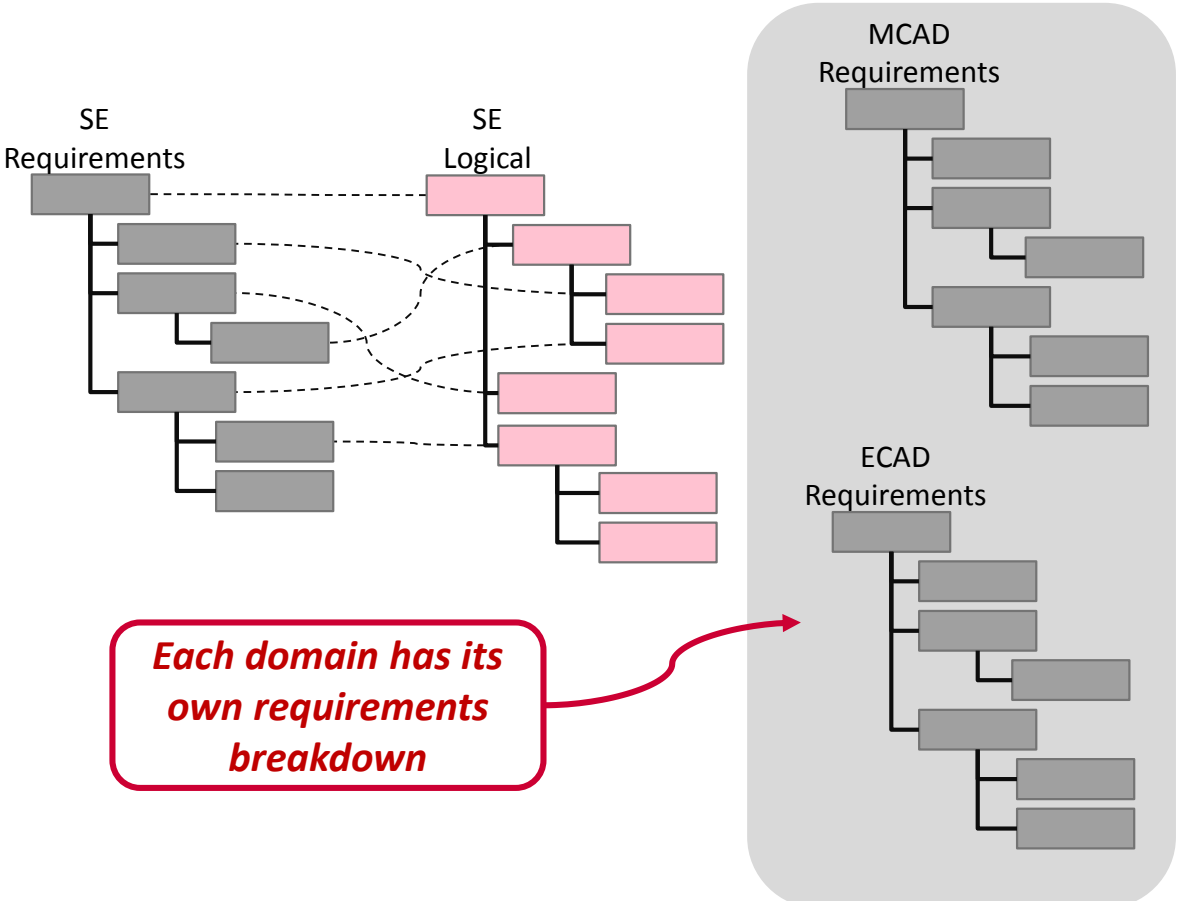 MCAD
Requirements
SE
Requirements
SE
Logical
ECAD
Requirements
Each domain has its
own requirements
breakdown